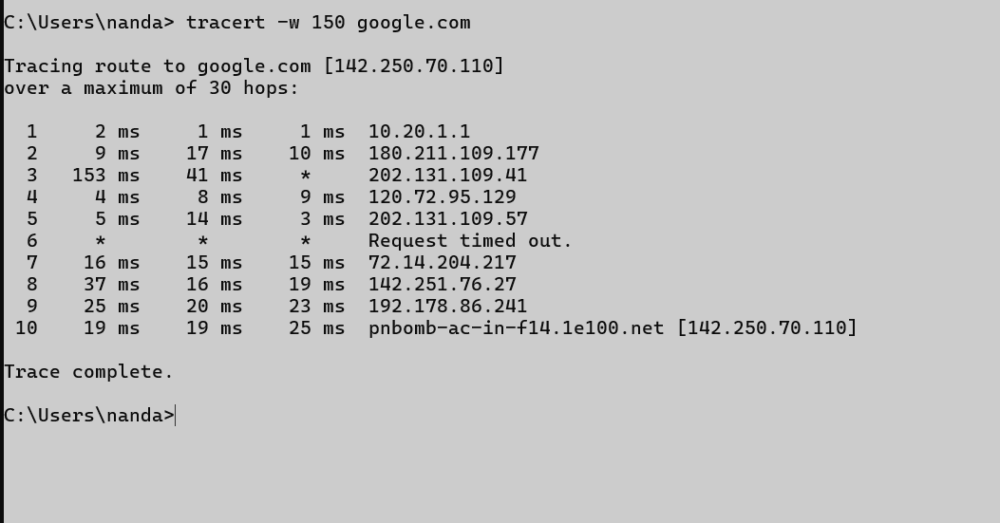 C:\Users\nanda> tracert -w 150 google.com
Tracing route to google.com [142.250.70.110]
over a maximum of 30 hops:
1 2 ms 1 ms 1 ms 10.20.1.1
2 9 ms 17 ms 10 ms 180.211.109.177
3 153 ms 41 ms * 202.131.109.41
4 4 ms 8 ms 9 ms 120.72.95.129
5 5 ms 14 ms 3 ms 202.131.109.57
6 * * * Request timed out.
7 16 ms 15 ms 15 ms 72.14.204.217
8 37 ms 16 ms 19 ms 142.251.76.27
9 25 ms 20 ms 23 ms 192.178.86.241
10 19 ms 19 ms 25 ms pnbomb-ac-in-f14.1e100.net [142.250.70.110]
Trace complete.
C:\Users\nanda>